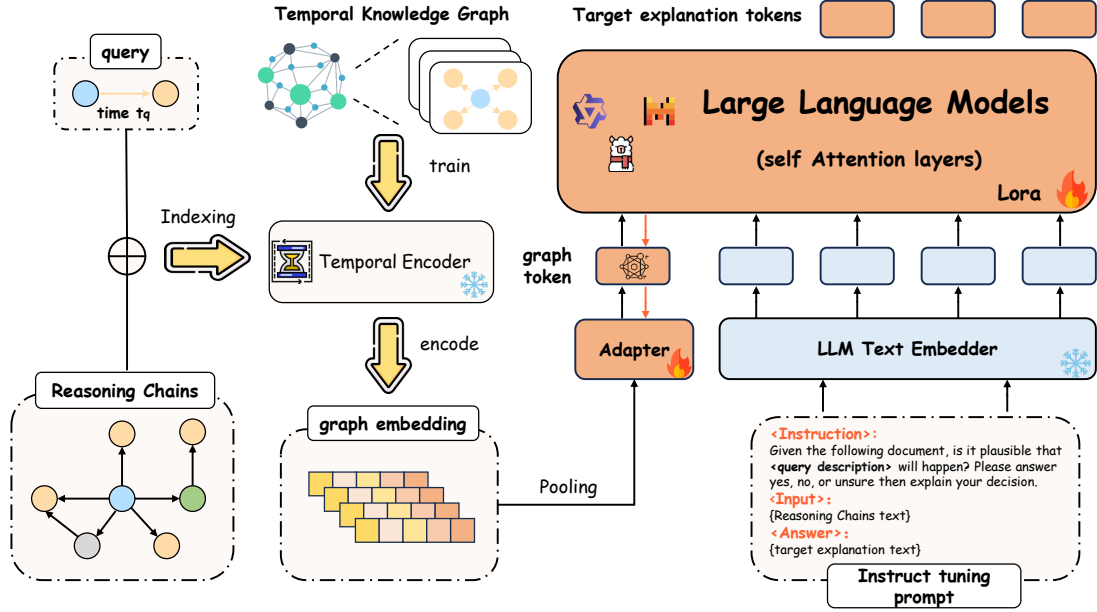 query
time tq
Temporal Knowledge Graph
train
Indexing
Temporal Encoder
encode
Reasoning Chains
graph embedding
Pooling
Target explanation tokens
Large Language Models
(self Attention layers)
Lora
graph
token
Adapter
LLM Text Embedder
<Instruction>:
Given the following document, is it plausible that
<query description> will happen? Please answer
yes, no, or unsure then explain your decision.
<Input>:
{Reasoning Chains text}
<Answer>:
{target explanation text}
Instruct tuning
prompt